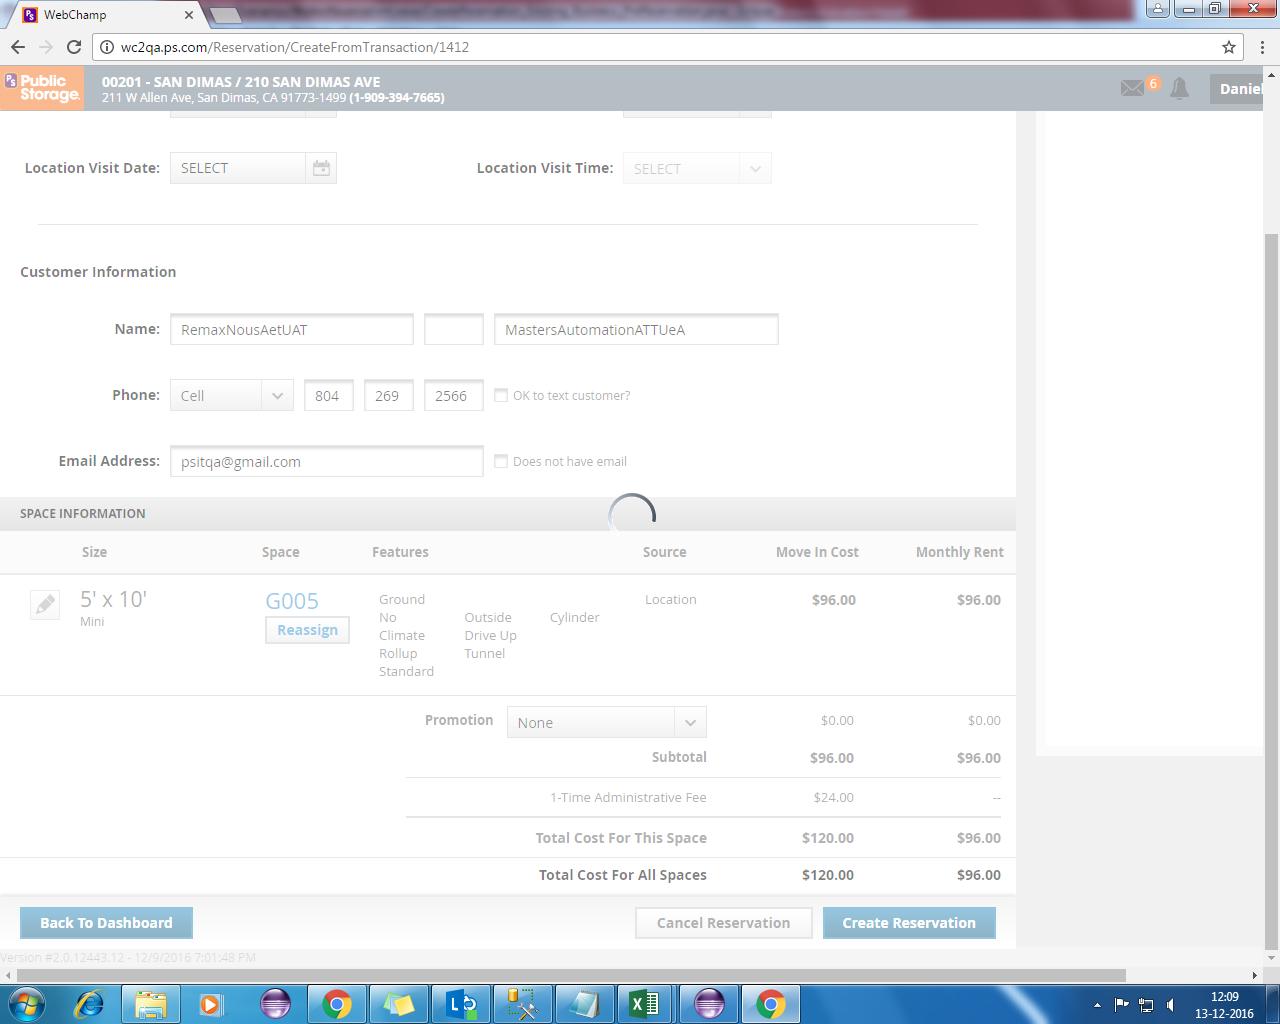 WebChamp
wc2qa.ps.com/Reservation/CreateFromTransaction/1412
PS Public Storage.
00201 - SAN DIMAS / 210 SAN DIMAS AVE
211 W Allen Ave, San Dimas, CA 91773-1499 (1-909-394-7665)
6
Daniel
Location Visit Date: SELECT Location Visit Time: SELECT
Customer Information
Name: RemaxNousAetUAT MastersAutomationATTUeA
Phone: Cell 804 269 2566 OK to text customer?
Email Address: psitqa@gmail.com Does not have email
SPACE INFORMATION
Size Space Features Source Move In Cost Monthly Rent
5' x 10' G005 Ground Location $96.00 $96.00
Mini Reassign No Outside Cylinder
Climate Drive Up
Rollup Tunnel
Standard
Promotion None $0.00 $0.00
Subtotal $96.00 $96.00
1-Time Administrative Fee $24.00 --
Total Cost For This Space $120.00 $96.00
Total Cost For All Spaces $120.00 $96.00
Back To Dashboard Cancel Reservation Create Reservation
Version #2.0.12443.12 - 12/9/2016 7:01:48 PM
12:09
13-12-2016